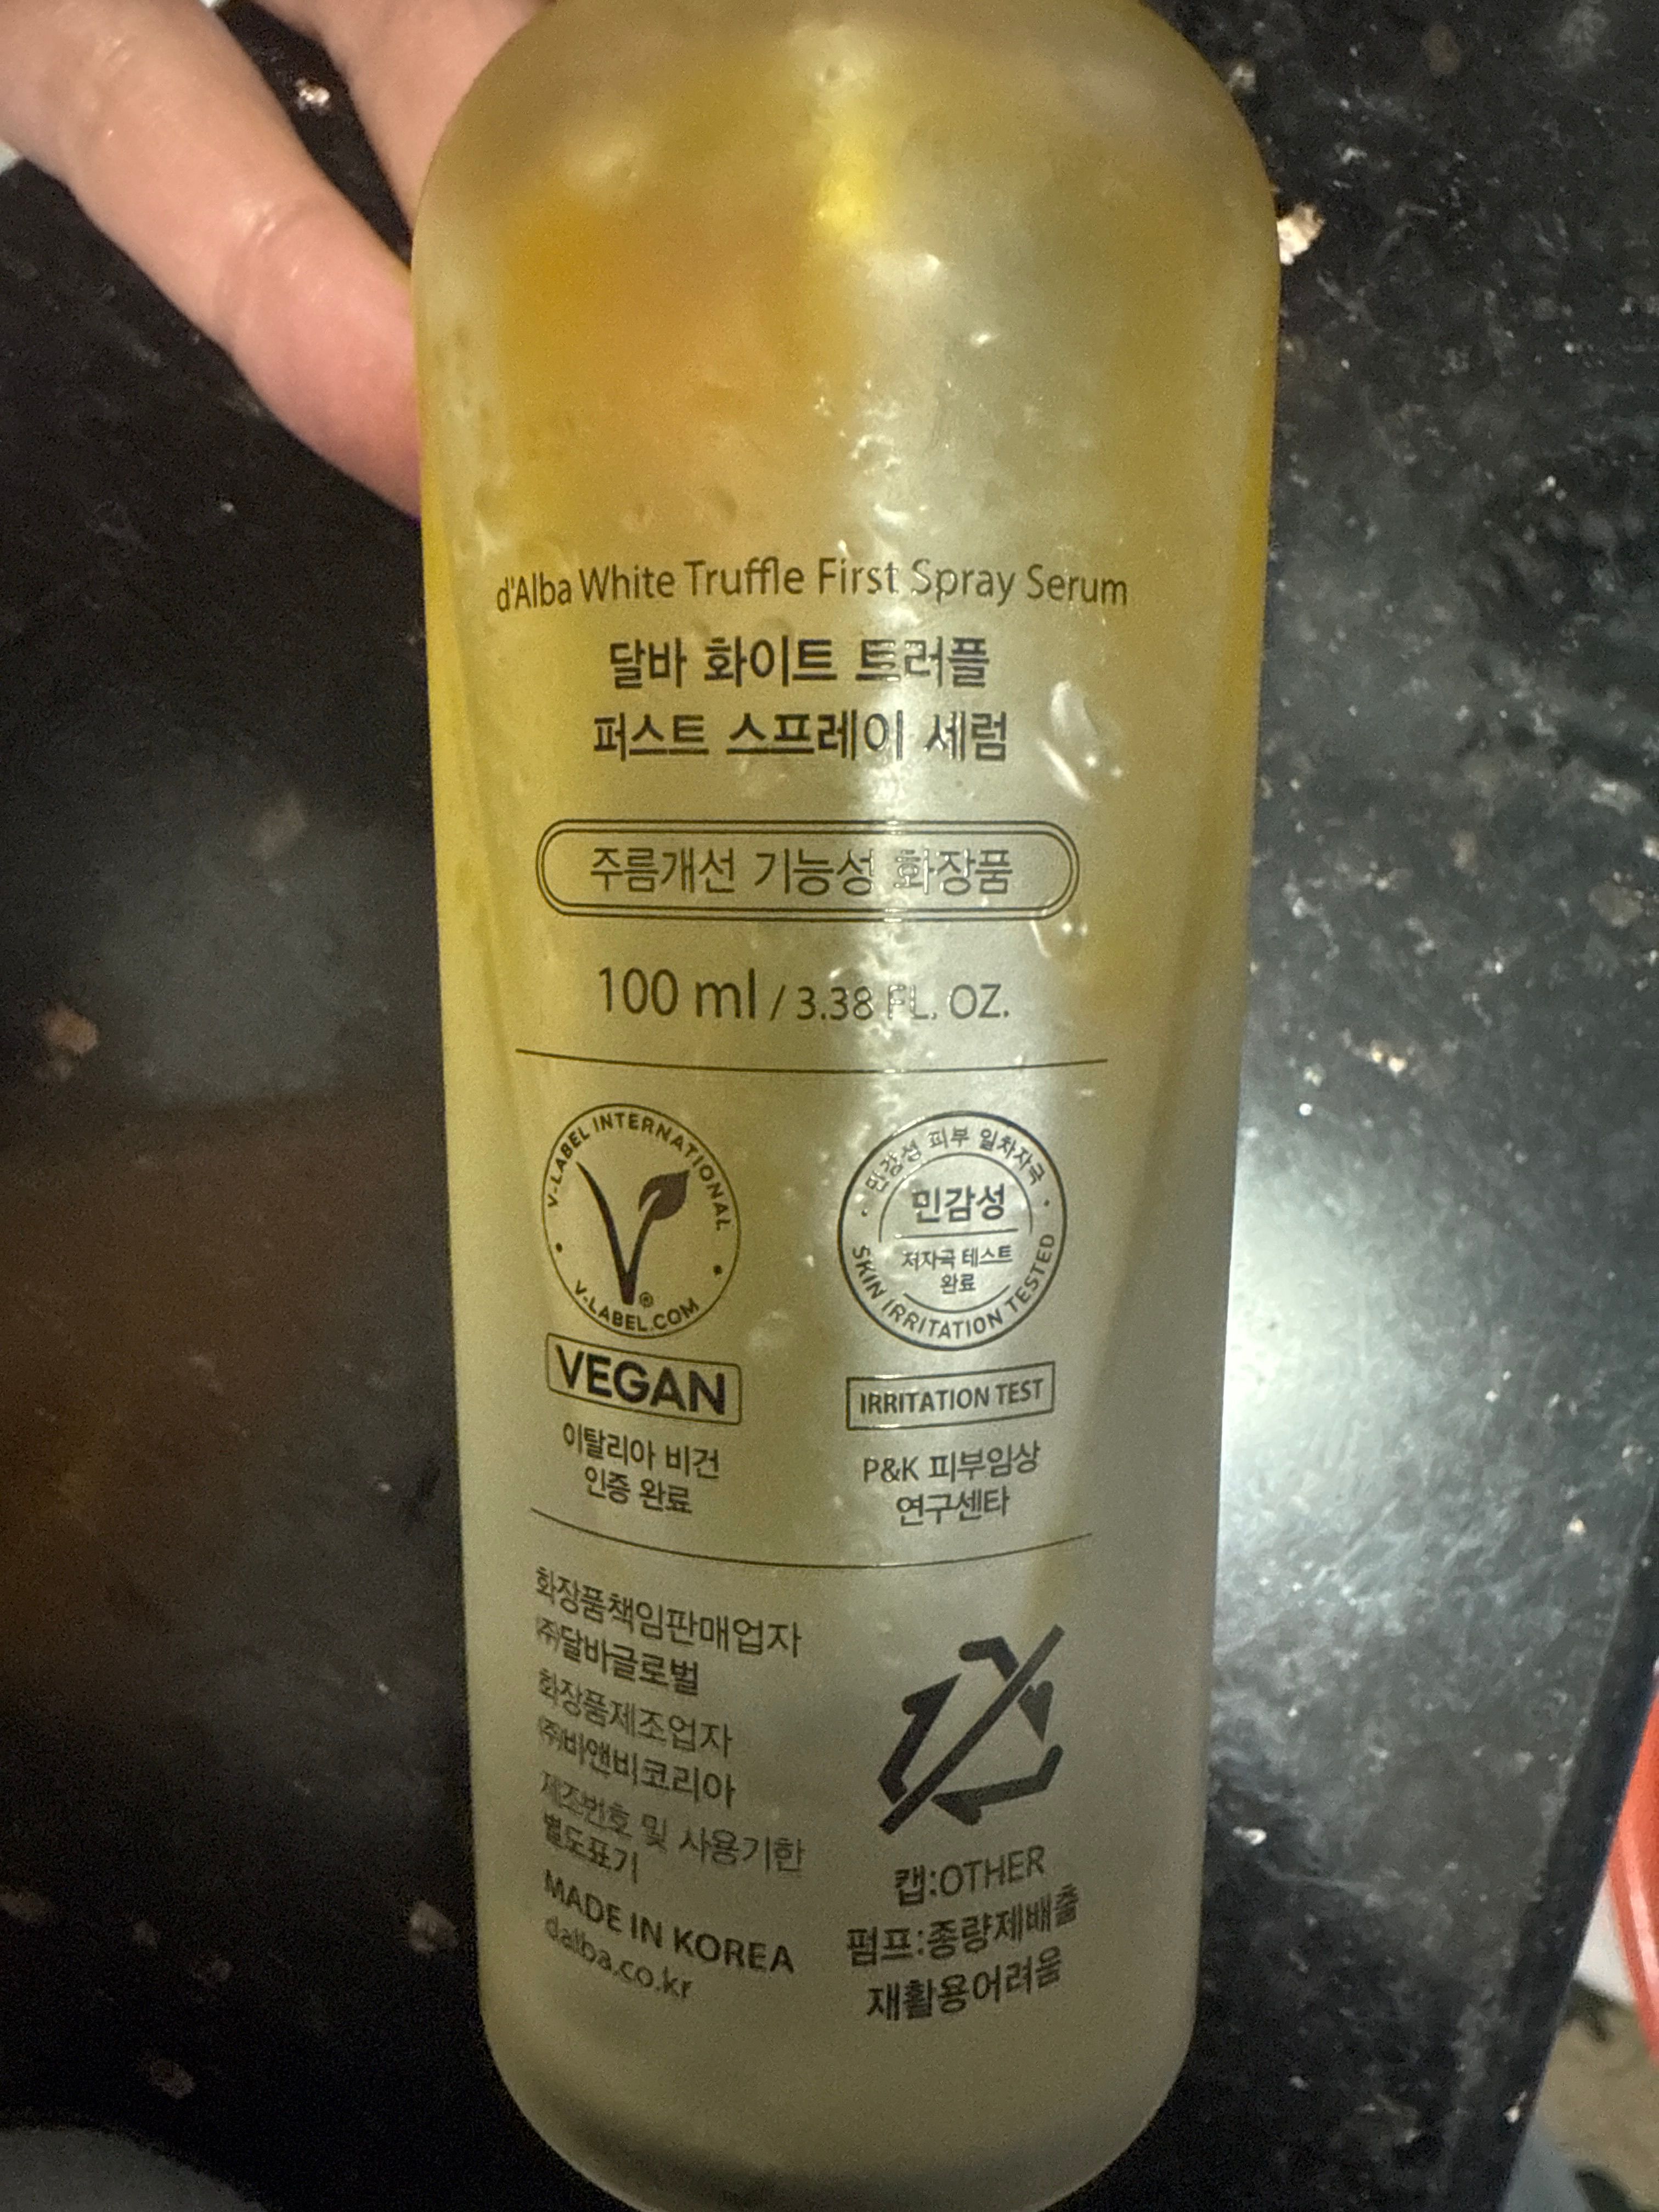 d'Alba White Truffle First Spray Serum
달바 화이트 트러플
퍼스트 스프레이 세럼
주름개선 기능성 화장품
100 ml / 3.38 FL. OZ.
V-LABEL INTERNATIONAL
V
®
V-LABEL.COM
VEGAN
이탈리아 비건
인증 완료
민감성 피부 일차자극
민감성
저자극 테스트
완료
SKIN IRRITATION TESTED
IRRITATION TEST
P&K 피부임상
연구센타
화장품책임판매업자
㈜달바글로벌
화장품제조업자
㈜비앤비코리아
제조번호 및 사용기한
별도표기
MADE IN KOREA
dalba.co.kr
캡:OTHER
펌프:종량제배출
재활용어려움